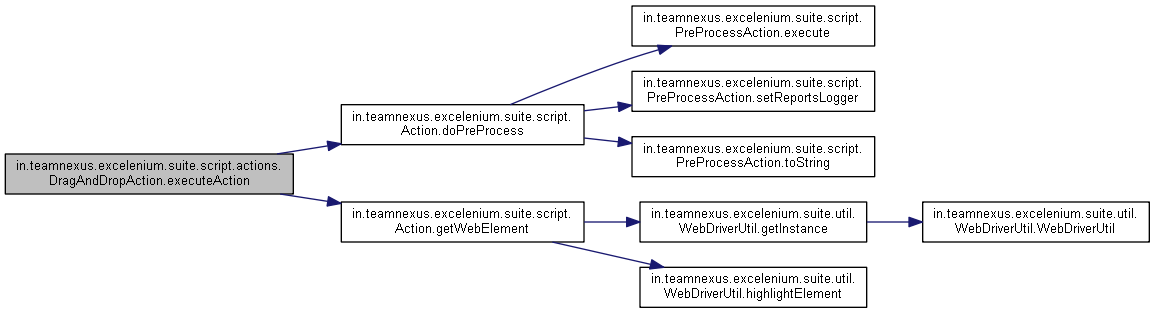 in.teamnexus.excelenium.suite.script.
PreProcessAction.execute
in.teamnexus.excelenium.suite.script.
PreProcessAction.setReportsLogger
in.teamnexus.excelenium.suite.script.
Action.doPreProcess
in.teamnexus.excelenium.suite.script.
PreProcessAction.toString
in.teamnexus.excelenium.suite.script.actions.
DragAndDropAction.executeAction
in.teamnexus.excelenium.suite.script.
Action.getWebElement
in.teamnexus.excelenium.suite.util.
WebDriverUtil.getInstance
in.teamnexus.excelenium.suite.util.
WebDriverUtil.WebDriverUtil
in.teamnexus.excelenium.suite.util.
WebDriverUtil.highlightElement